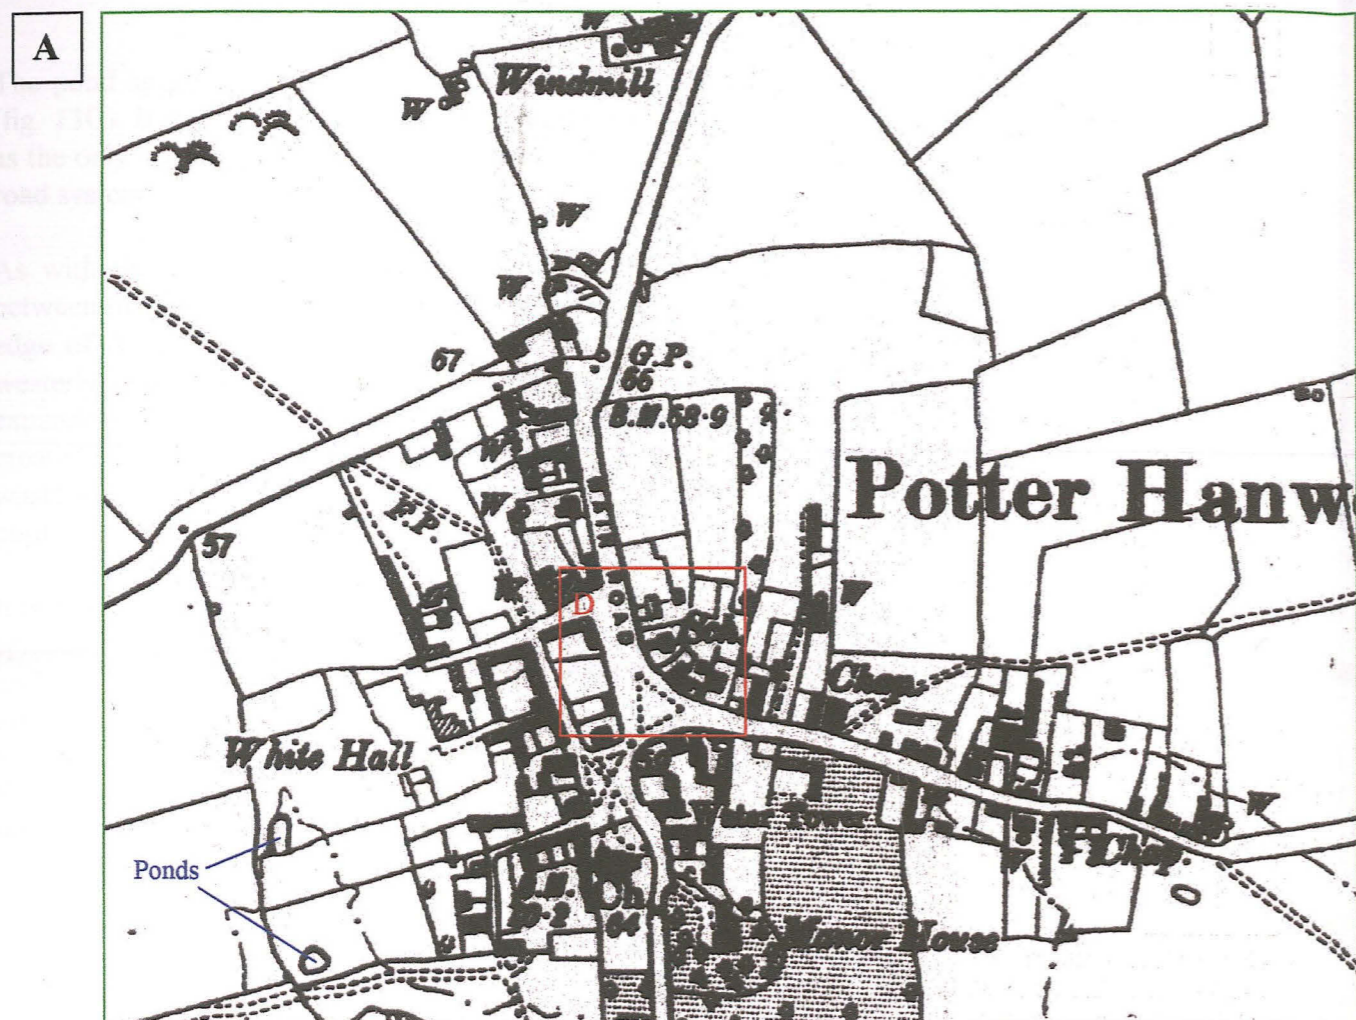 A
W
Windmill
W
W
W
67
G.P.
66
B.M.68·9
W
Potter Hanw
W
F.P.
57
D
Sch.
W
Chap.
White Hall
Water Tower
W
W
P.
Chap.
Ponds
B.M.
Ch.
64
Manor House